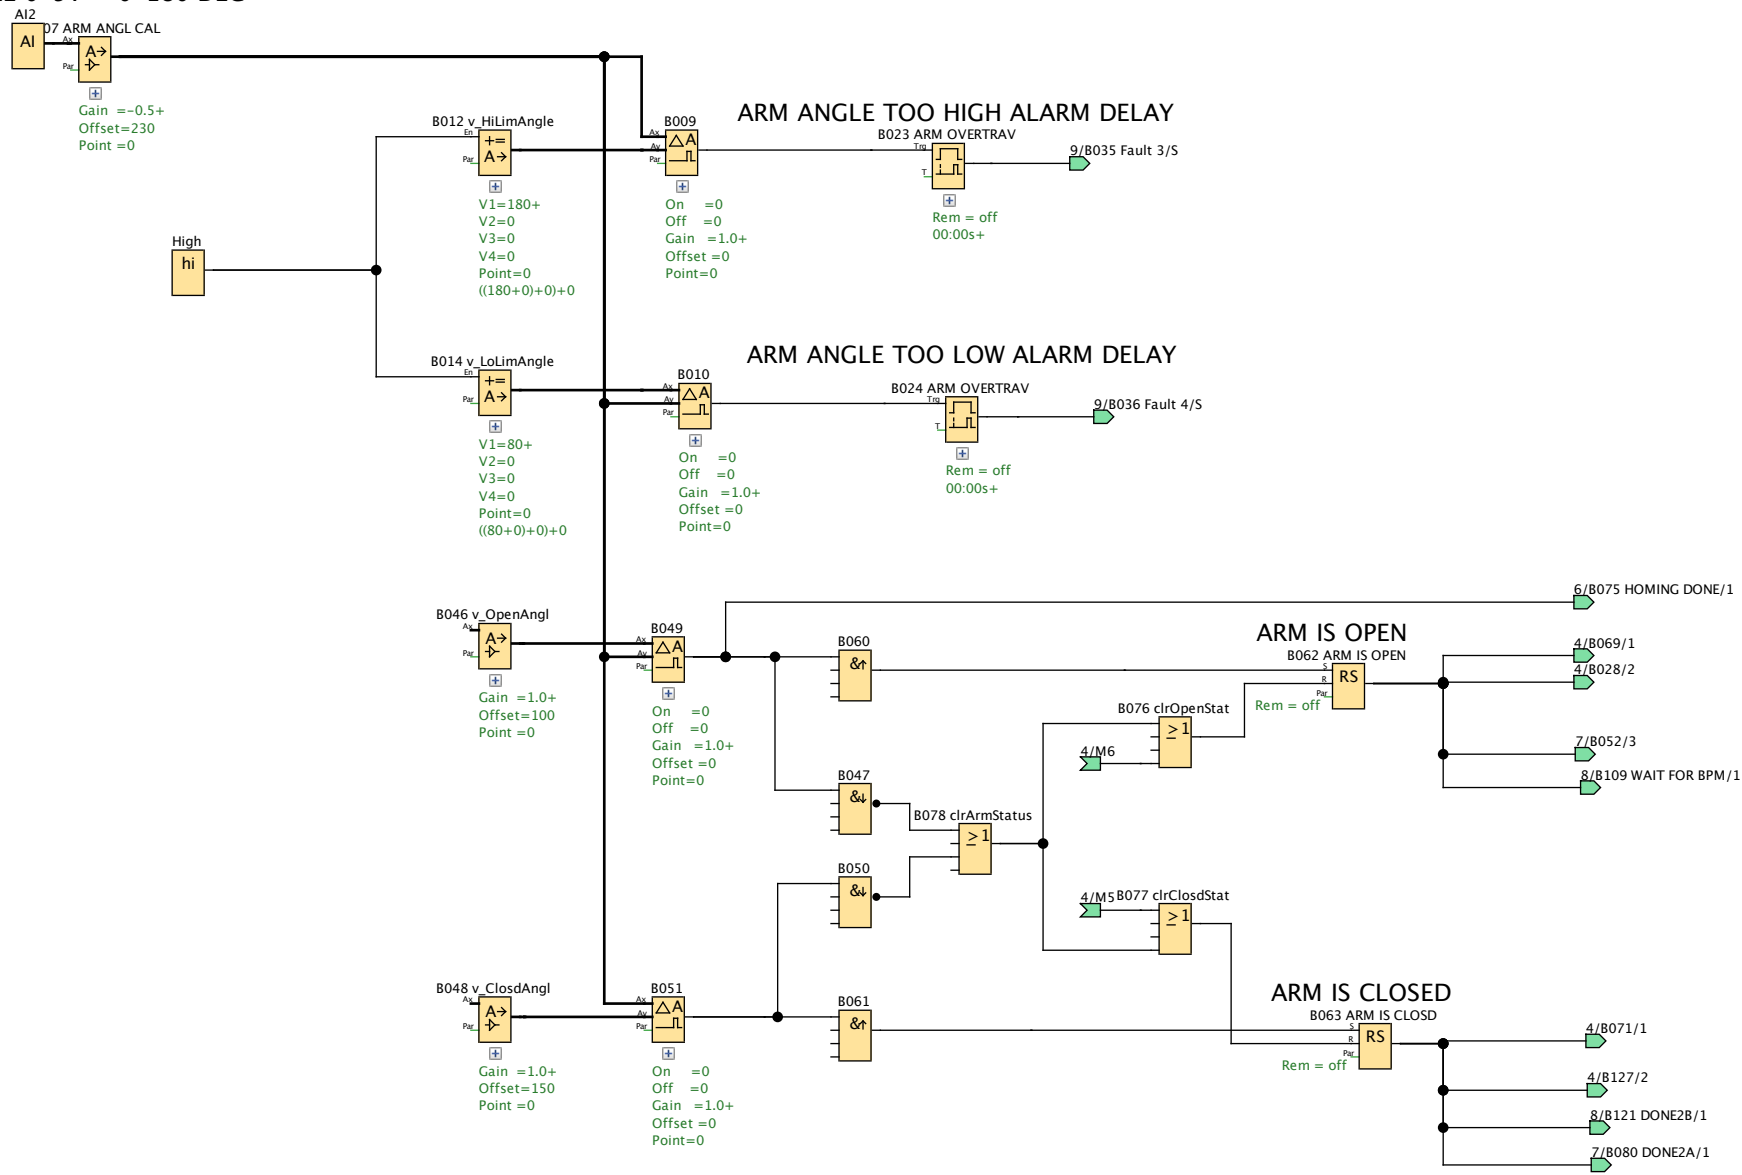 AI2
07 ARM ANGL CAL
AI
Ax
Par
A→
Gain =-0.5+
Offset=230
Point =0
ARM ANGLE TOO HIGH ALARM DELAY
B012 v_HiLimAngle
En
Par
+=
A→
V1=180+
V2=0
V3=0
V4=0
Point=0
((180+0)+0)+0
B009
Ax
Ay
Par
ΔA
On =0
Off =0
Gain =1.0+
Offset =0
Point=0
B023 ARM OVERTRAV
Trg
T
Rem = off
00:00s+
9/B035 Fault 3/S
High
hi
ARM ANGLE TOO LOW ALARM DELAY
B014 v_LoLimAngle
En
Par
+=
A→
V1=80+
V2=0
V3=0
V4=0
Point=0
((80+0)+0)+0
B010
Ax
Ay
Par
ΔA
On =0
Off =0
Gain =1.0+
Offset =0
Point=0
B024 ARM OVERTRAV
Trg
T
Rem = off
00:00s+
9/B036 Fault 4/S
6/B075 HOMING DONE/1
B046 v_OpenAngl
Ax
Par
A→
Gain =1.0+
Offset=100
Point =0
B049
Ax
Ay
Par
ΔA
On =0
Off =0
Gain =1.0+
Offset =0
Point=0
B060
&↑
ARM IS OPEN
B062 ARM IS OPEN
S
R
Par
RS
Rem = off
4/B069/1
4/B028/2
7/B052/3
8/B109 WAIT FOR BPM/1
B076 clrOpenStat
≥1
4/M6
B047
&↓
B078 clrArmStatus
≥1
B050
&↓
4/M5
B077 clrClosdStat
≥1
B048 v_ClosdAngl
Ax
Par
A→
Gain =1.0+
Offset=150
Point =0
B051
Ax
Ay
Par
ΔA
On =0
Off =0
Gain =1.0+
Offset =0
Point=0
B061
&↑
ARM IS CLOSED
B063 ARM IS CLOSD
S
R
Par
RS
Rem = off
4/B071/1
4/B127/2
8/B121 DONE2B/1
7/B080 DONE2A/1